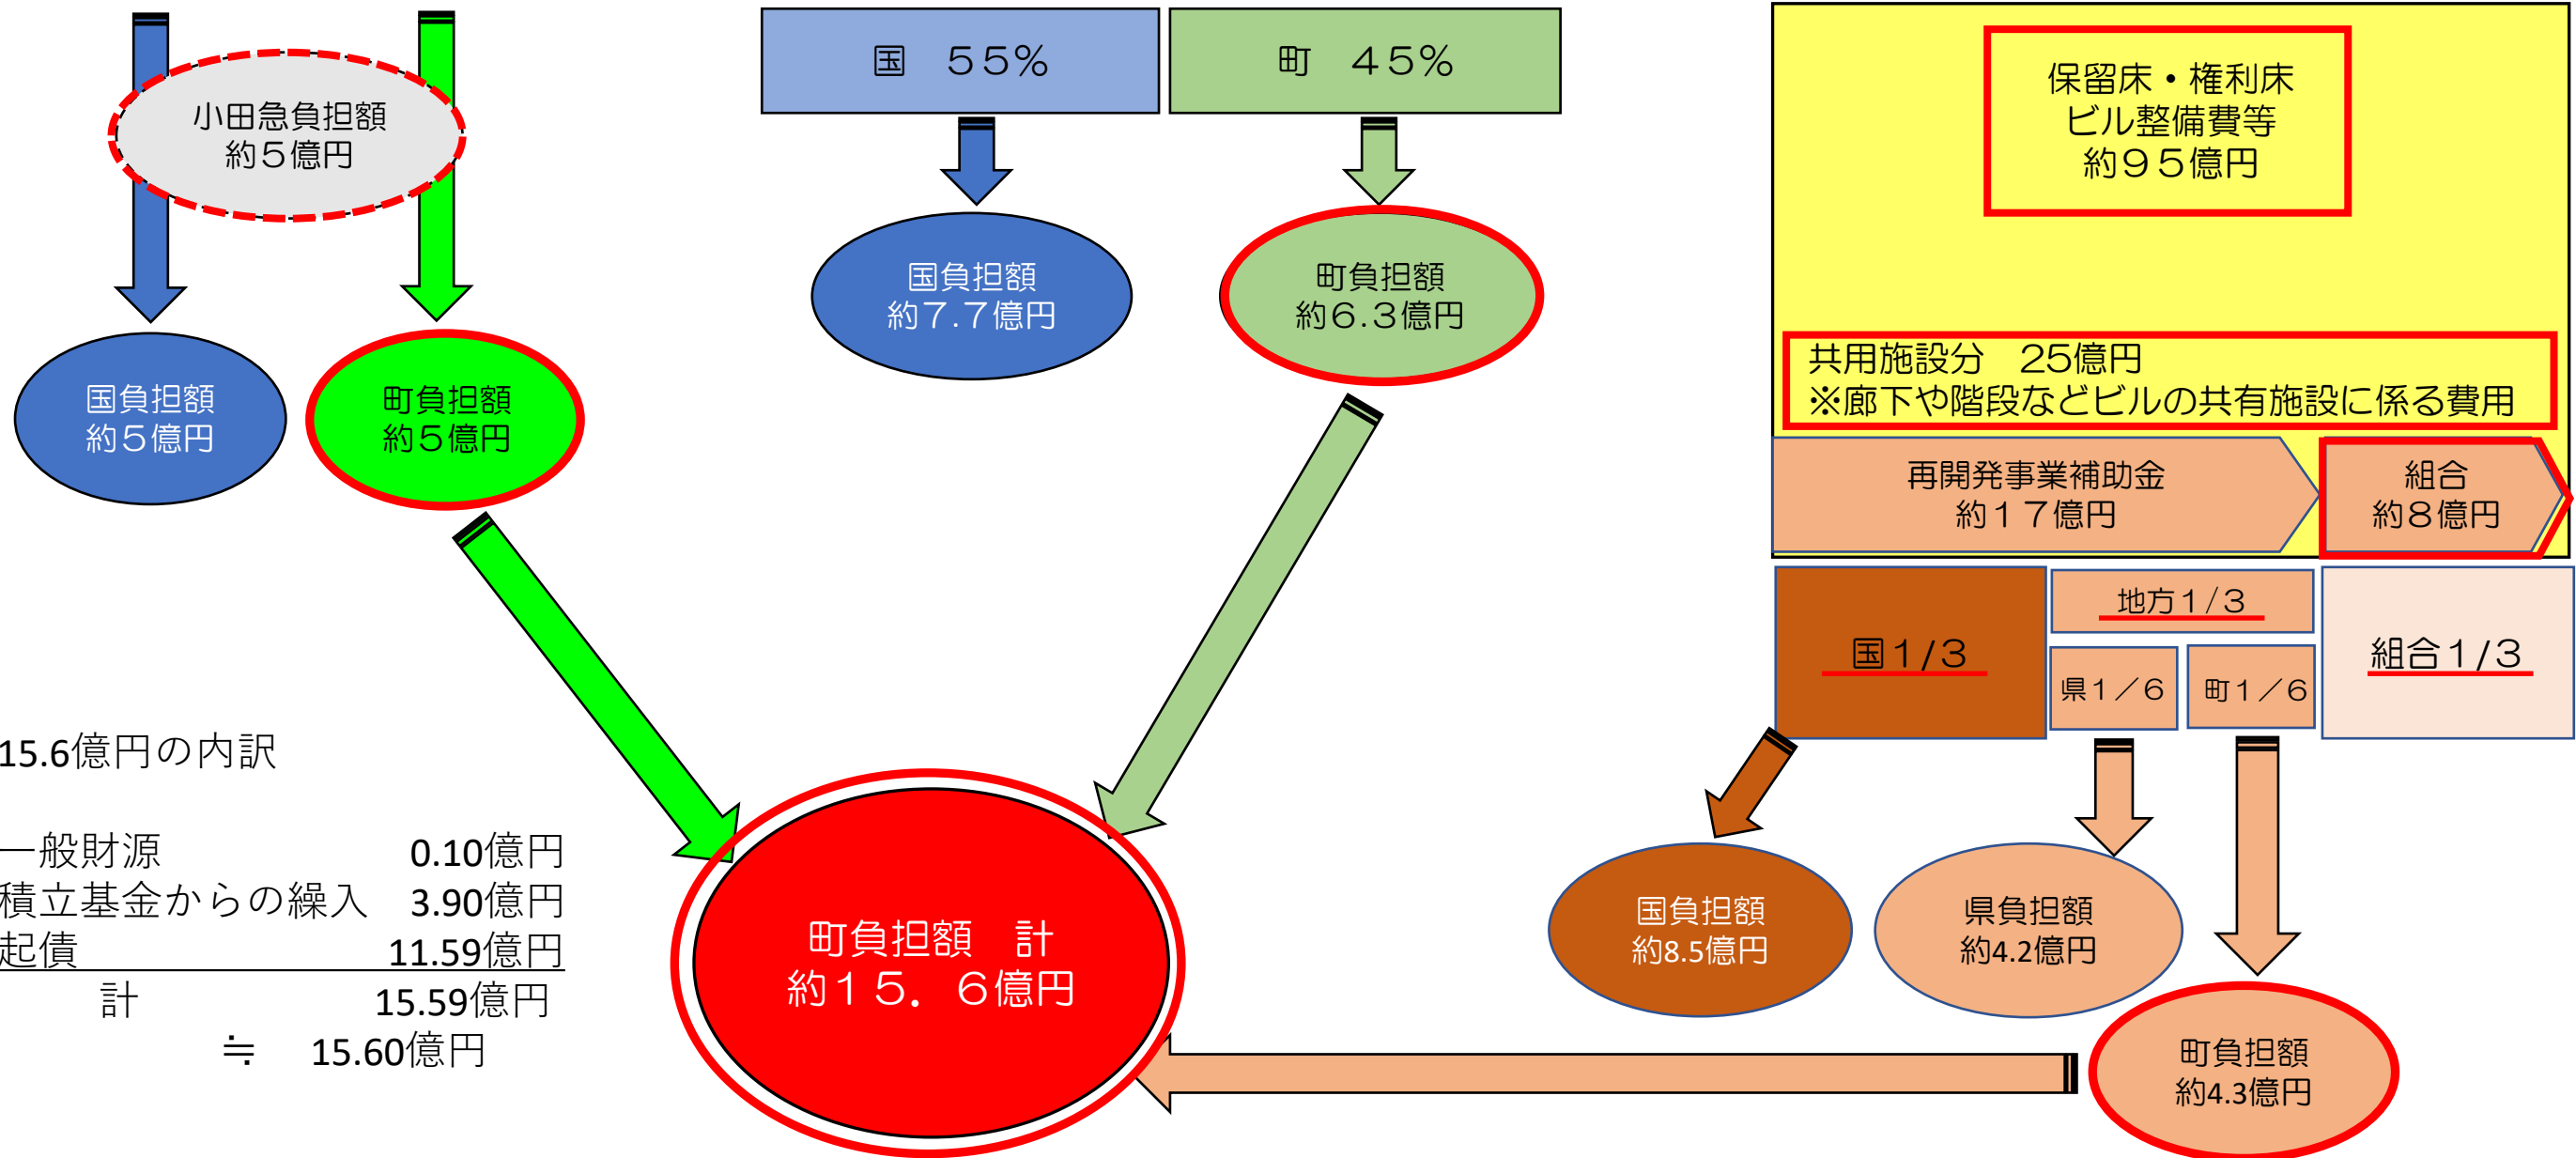 小田急負担額
約５億円
国負担額
約５億円
町負担額
約５億円
国　５５％
町　４５％
国負担額
約７.７億円
町負担額
約６.３億円
保留床・権利床
ビル整備費等
約９５億円
共用施設分　25億円
※廊下や階段などビルの共有施設に係る費用
再開発事業補助金
約１７億円
組合
約８億円
国１/３
地方１/３
県１／６
町１／６
組合１/３
国負担額
約8.5億円
県負担額
約4.2億円
町負担額
約4.3億円
町負担額　計
約１５．６億円
15.6億円の内訳
一般財源　0.10億円
積立基金からの繰入　3.90億円
起債　11.59億円
計　15.59億円
≒　15.60億円